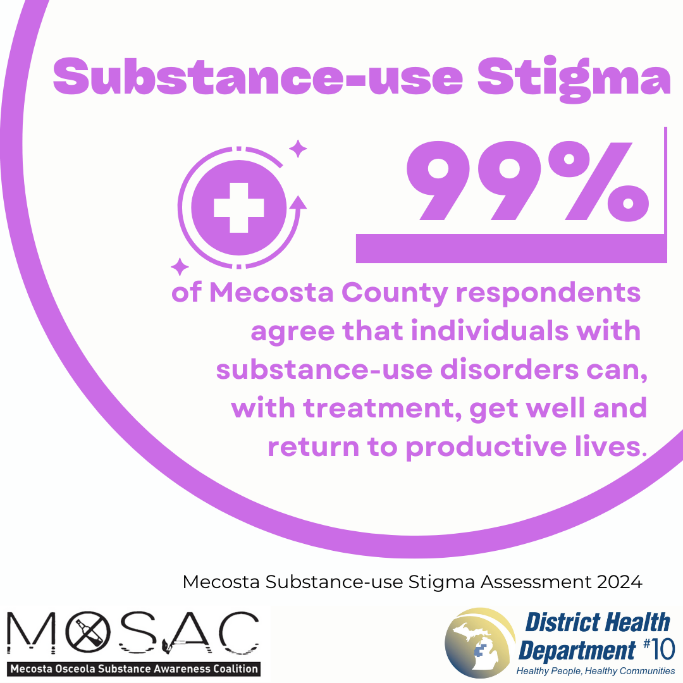 Substance-use Stigma
99%
of Mecosta County respondents
agree that individuals with
substance-use disorders can,
with treatment, get well and
return to productive lives.
Mecosta Substance-use Stigma Assessment 2024
MOSAC
Mecosta Osceola Substance Awareness Coalition
District Health
Department #10
Healthy People, Healthy Communities